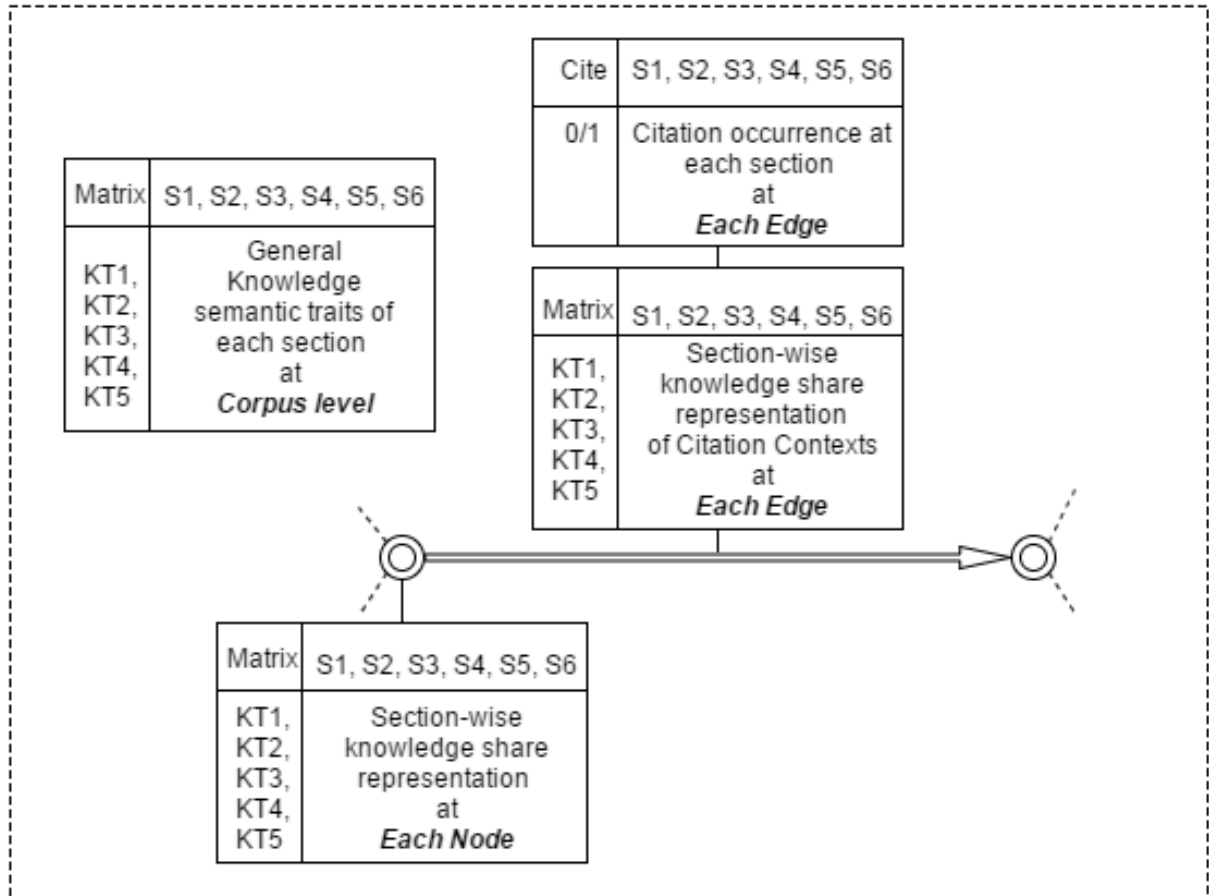 Cite S1, S2, S3, S4, S5, S6
0/1 Citation occurrence at
each section
at
Each Edge
Matrix S1, S2, S3, S4, S5, S6
KT1,
KT2,
KT3,
KT4,
KT5
General
Knowledge
semantic traits of
each section
at
Corpus level
Matrix S1, S2, S3, S4, S5, S6
KT1,
KT2,
KT3,
KT4,
KT5
Section-wise
knowledge share
representation
of Citation Contexts
at
Each Edge
Matrix S1, S2, S3, S4, S5, S6
KT1,
KT2,
KT3,
KT4,
KT5
Section-wise
knowledge share
representation
at
Each Node